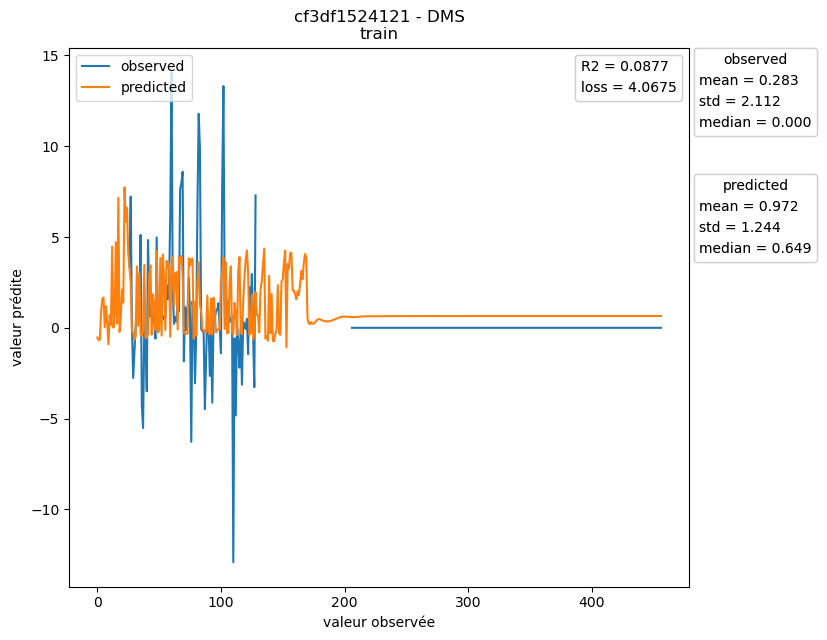 cf3df1524121 - DMS
train
observed
predicted
R2 = 0.0877
loss = 4.0675
observed
mean = 0.283
std = 2.112
median = 0.000
predicted
mean = 0.972
std = 1.244
median = 0.649
15
10
5
0
−5
−10
valeur prédite
0
100
200
300
400
valeur observée